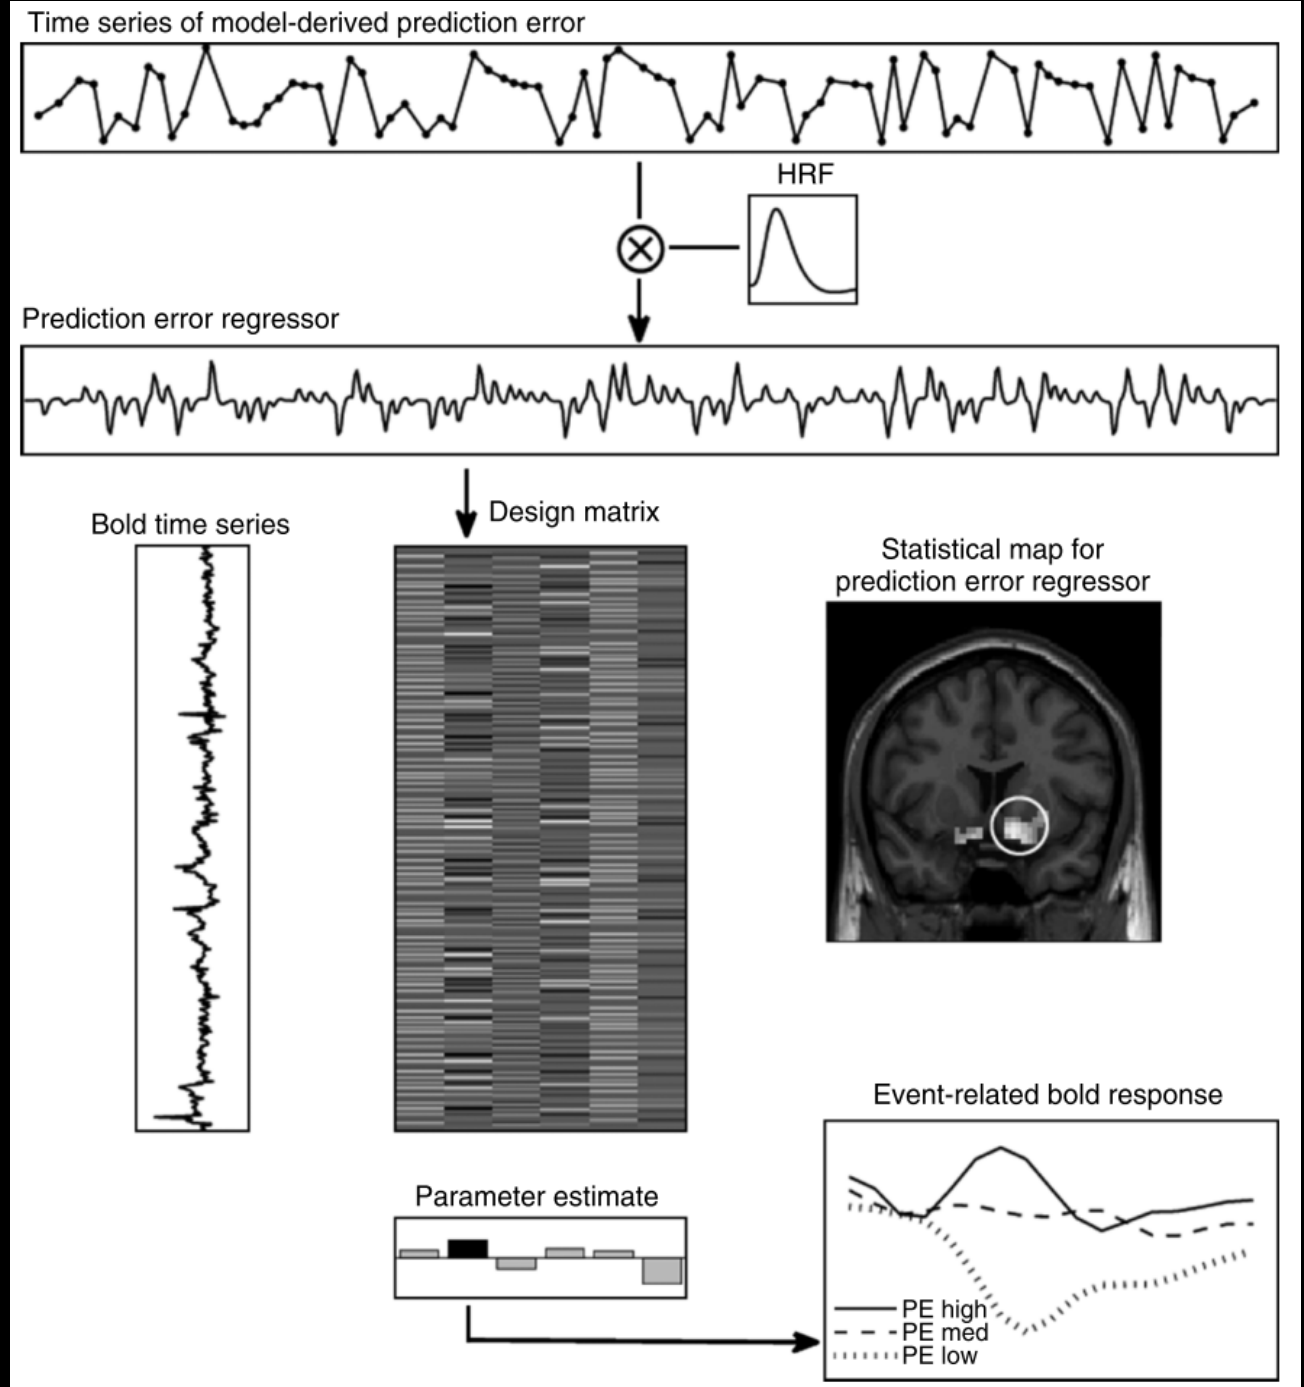 Time series of model-derived prediction error
HRF
Prediction error regressor
Design matrix
Bold time series
Statistical map for
prediction error regressor
Event-related bold response
Parameter estimate
PE high
PE med
PE low